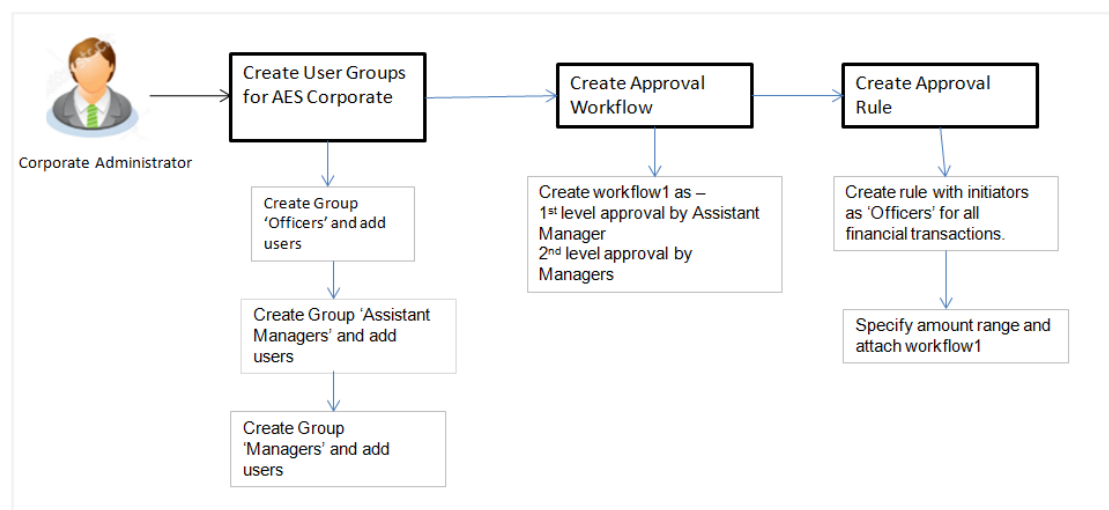 Corporate Administrator
Create User Groups
for AES Corporate
Create Group
'Officers' and add
users
Create Group 'Assistant
Managers' and add
users
Create Group
'Managers' and add
users
Create Approval
Workflow
Create workflow1 as –
1st level approval by Assistant
Manager
2nd level approval by
Managers
Create Approval
Rule
Create rule with initiators
as 'Officers' for all
financial transactions.
Specify amount range and
attach workflow1